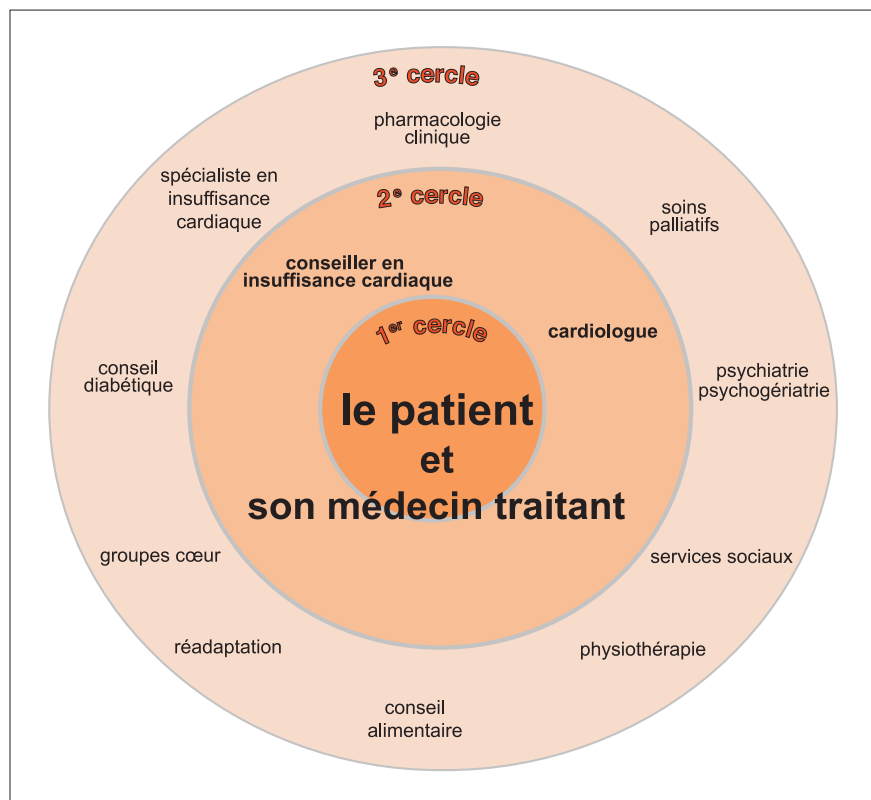 3e cercle
pharmacologie
clinique
spécialiste en
insuffisance
cardiaque
2e cercle
soins
palliatifs
conseiller en
insuffisance cardiaque
1er cercle
cardiologue
conseil
diabétique
psychiatrie
psychogériatrie
le patient
et
son médecin traitant
groupes cœur
services sociaux
réadaptation
physiothérapie
conseil
alimentaire